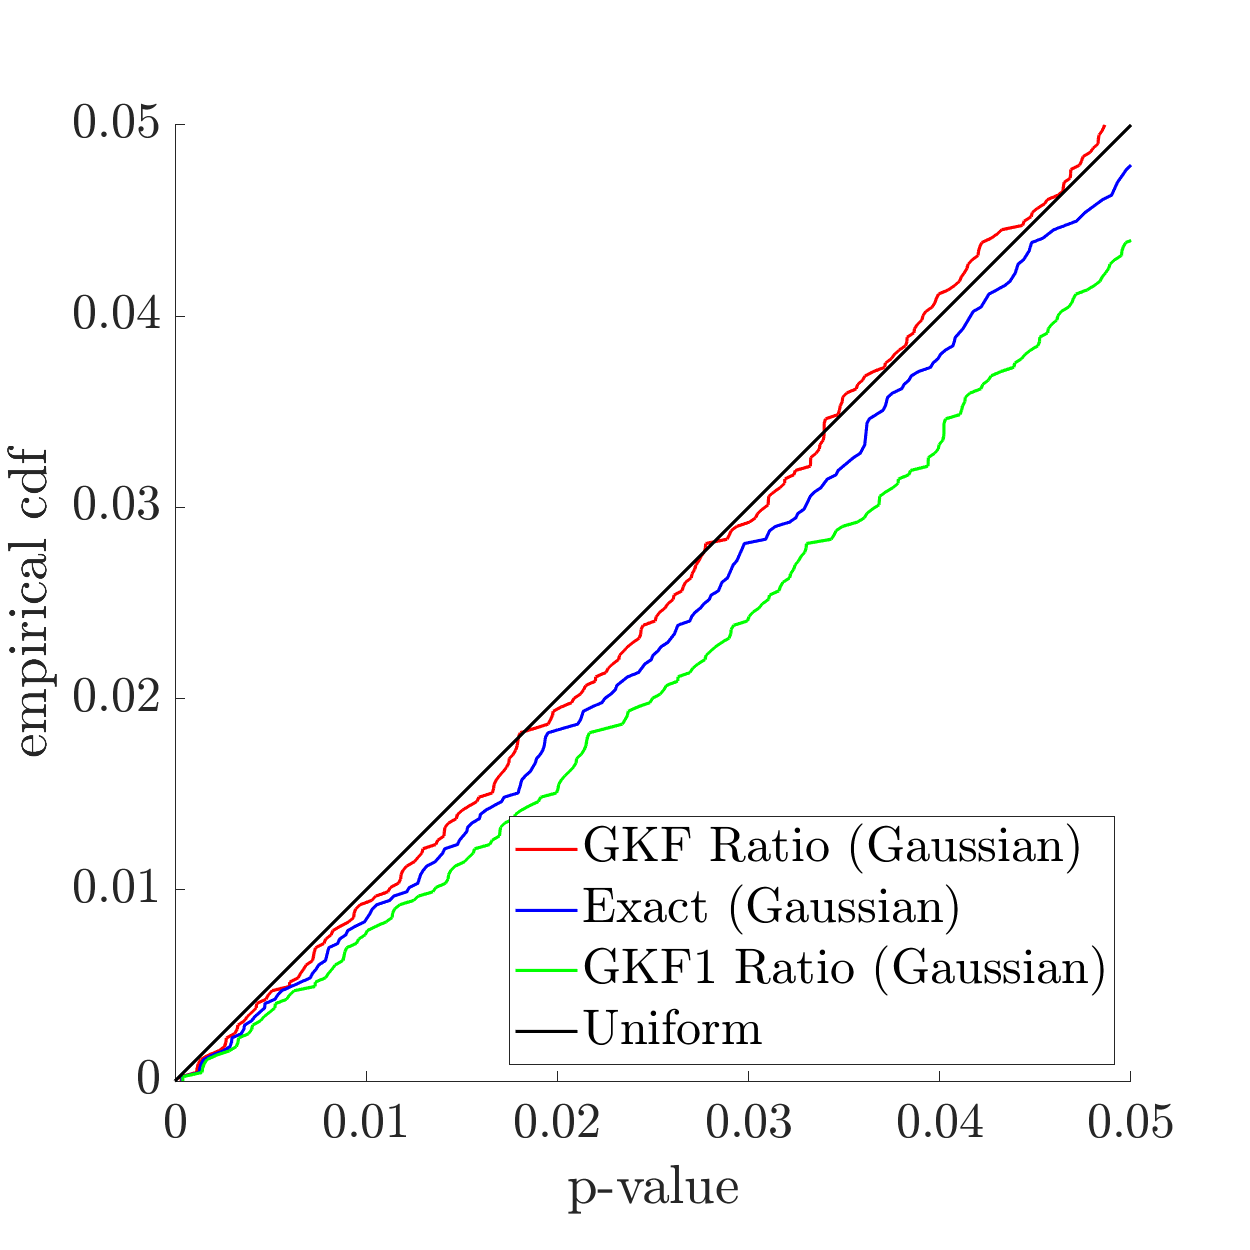 0.05
0.04
0.03
0.02
0.01
0
empirical cdf
GKF Ratio (Gaussian)
Exact (Gaussian)
GKF1 Ratio (Gaussian)
Uniform
0 0.01 0.02 0.03 0.04 0.05
p-value